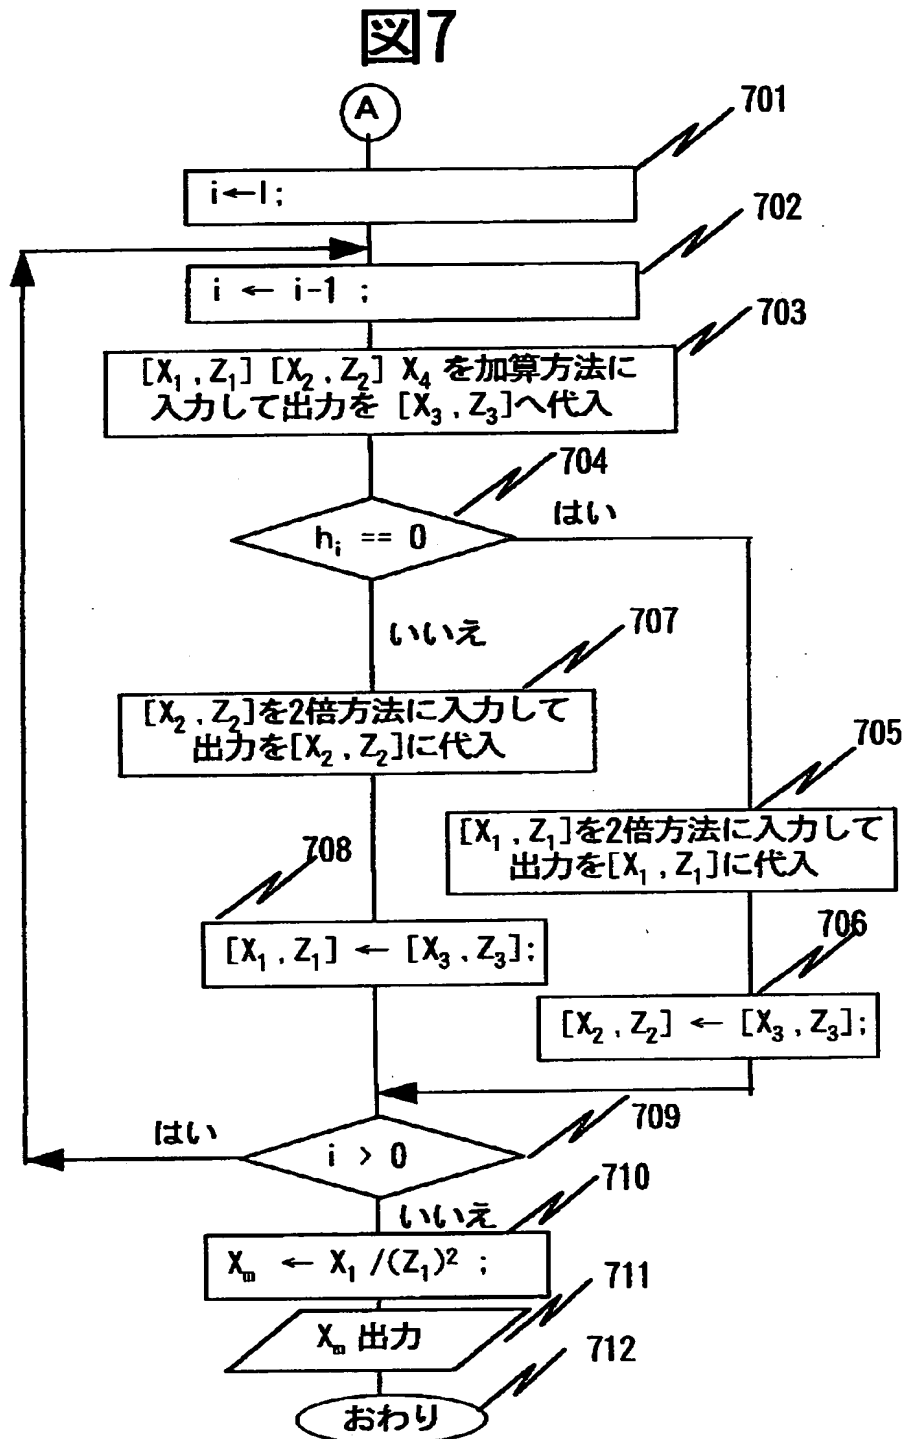 図7
A
701
i←l;
702
i ← i-1 ;
703
[X₁,Z₁] [X₂,Z₂] X₄ を加算方法に
入力して出力を [X₃,Z₃]へ代入
704
hᵢ == 0
はい
いいえ
707
[X₂,Z₂]を2倍方法に入力して
出力を[X₂,Z₂]に代入
705
[X₁,Z₁]を2倍方法に入力して
出力を[X₁,Z₁]に代入
708
[X₁,Z₁] ← [X₃,Z₃];
706
[X₂,Z₂] ← [X₃,Z₃];
709
はい
i > 0
いいえ
710
Xₘ ← X₁/(Z₁)² ;
711
Xₘ 出力
712
おわり